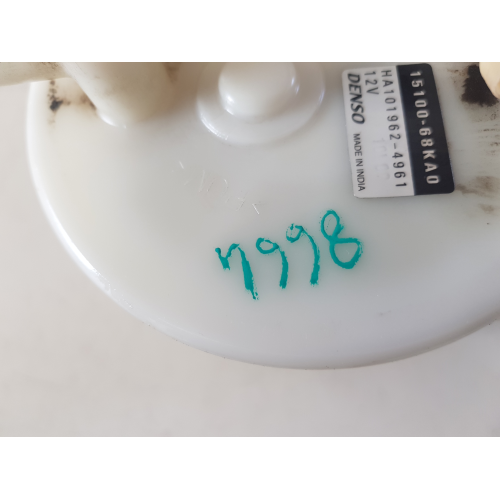 15100-68KA0
HA101962-4961
12V
DENSO MADE IN INDIA
7998